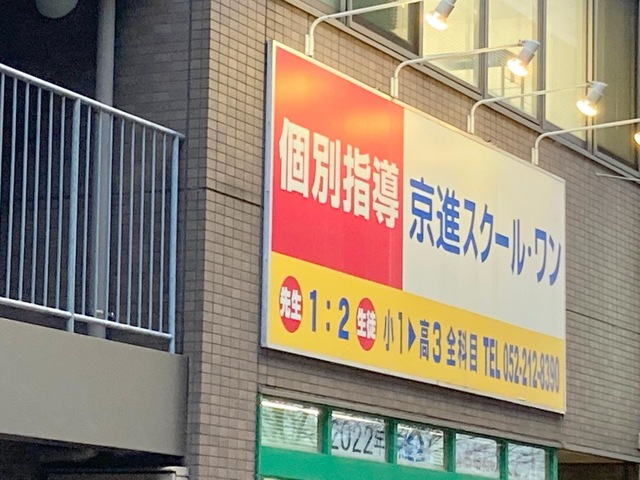 個別指導
京進スクール・ワン
先生 1:2 生徒 小1▶高3 全科目 TEL 052-212-8390
2022年